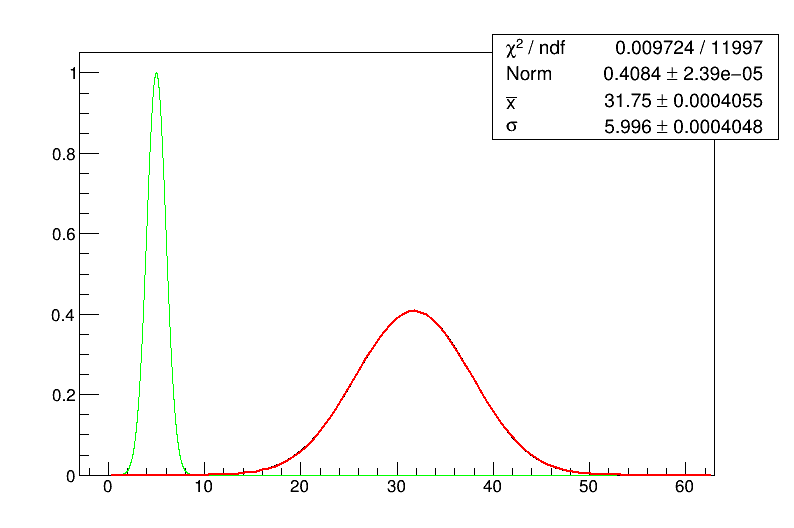 χ² / ndf 0.009724 / 11997
Norm 0.4084 ± 2.39e−05
x̅ 31.75 ± 0.0004055
σ 5.996 ± 0.0004048
1
0.8
0.6
0.4
0.2
0
0 10 20 30 40 50 60